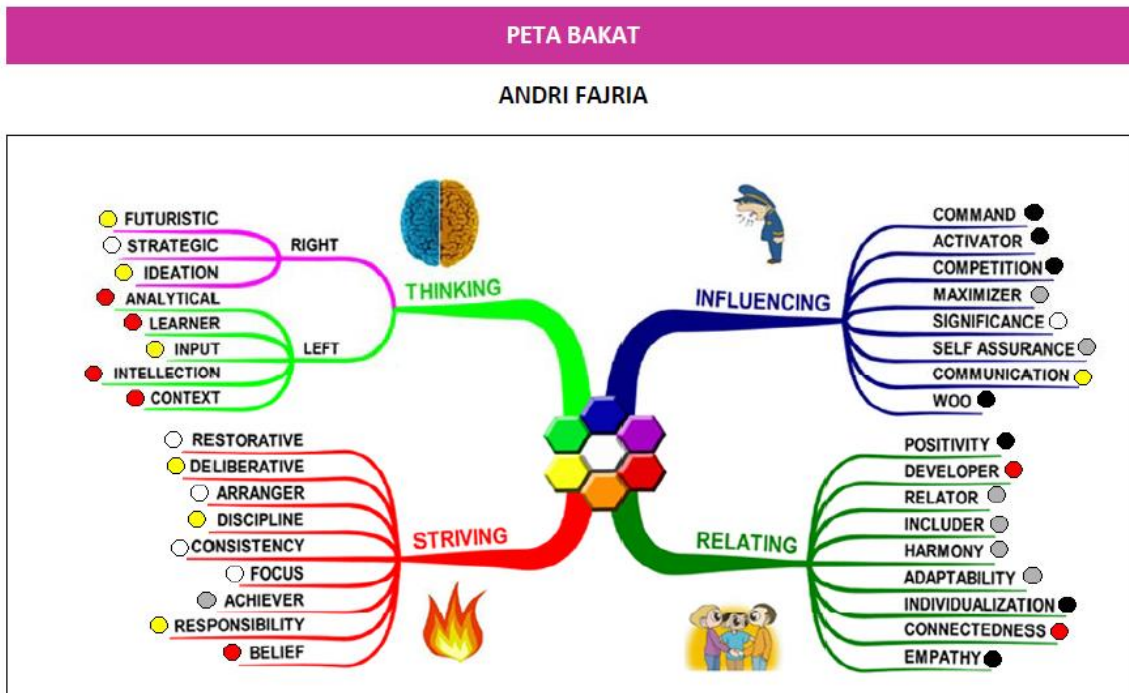 PETA BAKAT
ANDRI FAJRIA
FUTURISTIC
STRATEGIC
IDEATION
RIGHT
ANALYTICAL
LEARNER
INPUT
INTELLECTION
CONTEXT
LEFT
THINKING
INFLUENCING
COMMAND
ACTIVATOR
COMPETITION
MAXIMIZER
SIGNIFICANCE
SELF ASSURANCE
COMMUNICATION
WOO
RESTORATIVE
DELIBERATIVE
ARRANGER
DISCIPLINE
CONSISTENCY
FOCUS
ACHIEVER
RESPONSIBILITY
BELIEF
STRIVING
RELATING
POSITIVITY
DEVELOPER
RELATOR
INCLUDER
HARMONY
ADAPTABILITY
INDIVIDUALIZATION
CONNECTEDNESS
EMPATHY